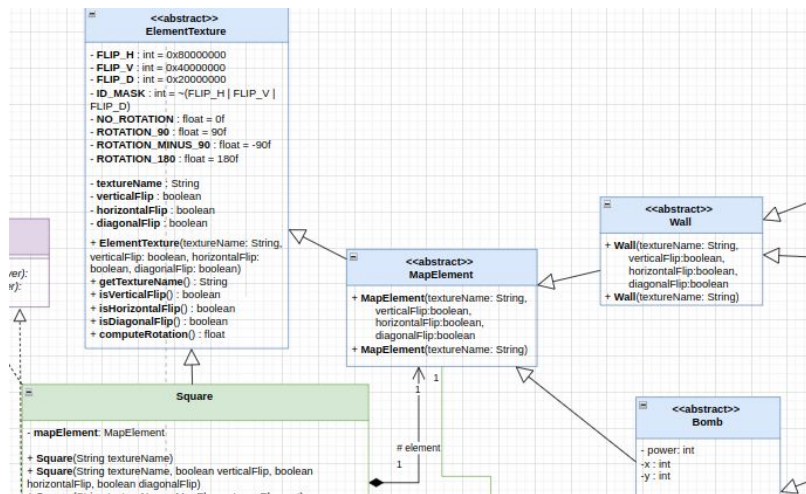 <<abstract>>
ElementTexture
- FLIP_H : int = 0x80000000
- FLIP_V : int = 0x40000000
- FLIP_D : int = 0x20000000
- ID_MASK : int = ~(FLIP_H | FLIP_V |
FLIP_D)
- NO_ROTATION : float = 0f
- ROTATION_90 : float = 90f
- ROTATION_MINUS_90 : float = -90f
- ROTATION_180 : float = 180f
- textureName : String
- verticalFlip : boolean
- horizontalFlip : boolean
- diagonalFlip : boolean
+ ElementTexture(textureName: String,
verticalFlip: boolean, horizontalFlip:
boolean, diagonalFlip: boolean)
+ getTextureName() : String
+ isVerticalFlip() : boolean
+ isHorizontalFlip() : boolean
+ isDiagonalFlip() : boolean
+ computeRotation() : float
<<abstract>>
MapElement
+ MapElement(textureName: String,
verticalFlip:boolean,
horizontalFlip:boolean,
diagonalFlip:boolean
+ MapElement(textureName: String)
<<abstract>>
Wall
+ Wall(textureName: String,
verticalFlip:boolean,
horizontalFlip:boolean,
diagonalFlip:boolean
+ Wall(textureName: String)
Square
- mapElement: MapElement
+ Square(String textureName)
+ Square(String textureName, boolean verticalFlip, boolean
horizontalFlip, boolean diagonalFlip)
1
1
# element
1
<<abstract>>
Bomb
- power: int
-x : int
-y : int